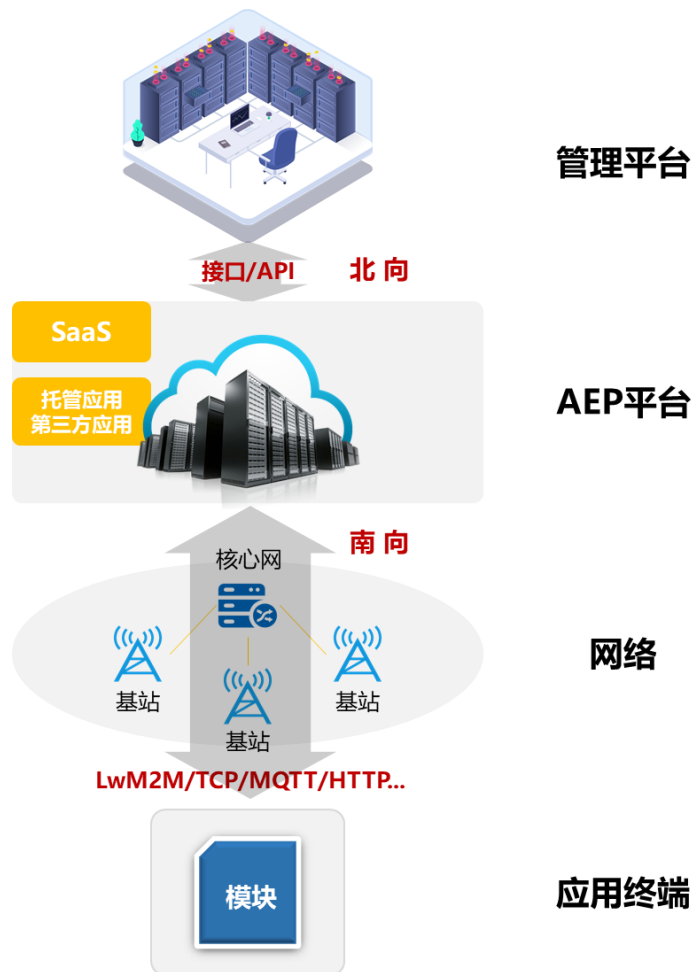 管理平台
接口/API
北 向
SaaS
托管应用
第三方应用
AEP平台
南 向
核心网
基站
基站
基站
网络
LwM2M/TCP/MQTT/HTTP...
模块
应用终端